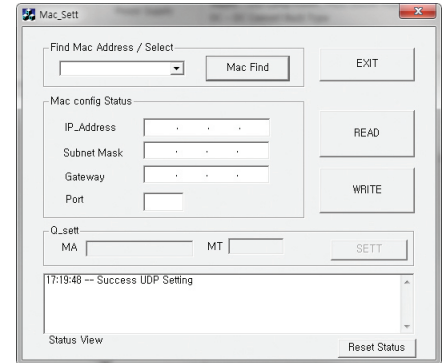 Mac_Sett
Find Mac Address / Select
Mac Find
EXIT
Mac config Status
IP_Address
Subnet Mask
Gateway
Port
READ
WRITE
Q_sett
MA
MT
SETT
17:19:48 -- Success UDP Setting
Status View
Reset Status